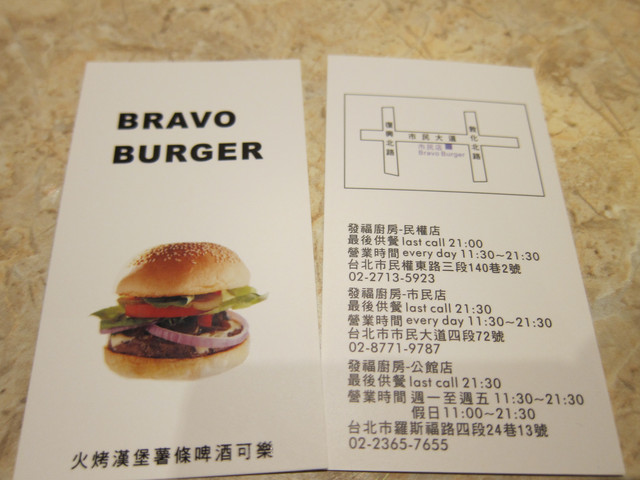 BRAVO
BURGER
火烤漢堡薯條啤酒可樂
復興北路
市民大道
敦化北路
市民店
Bravo Burger
發福廚房-民權店
最後供餐 last call 21:00
營業時間 every day 11:30~21:30
台北市民權東路三段140巷2號
02-2713-5923
發福廚房-市民店
最後供餐 last call 21:30
營業時間 every day 11:30~21:30
台北市市民大道四段72號
02-8771-9787
發福廚房-公館店
最後供餐 last call 21:30
營業時間 週一至週五 11:30~21:30
假日 11:00~21:30
台北市羅斯福路四段24巷13號
02-2365-7655